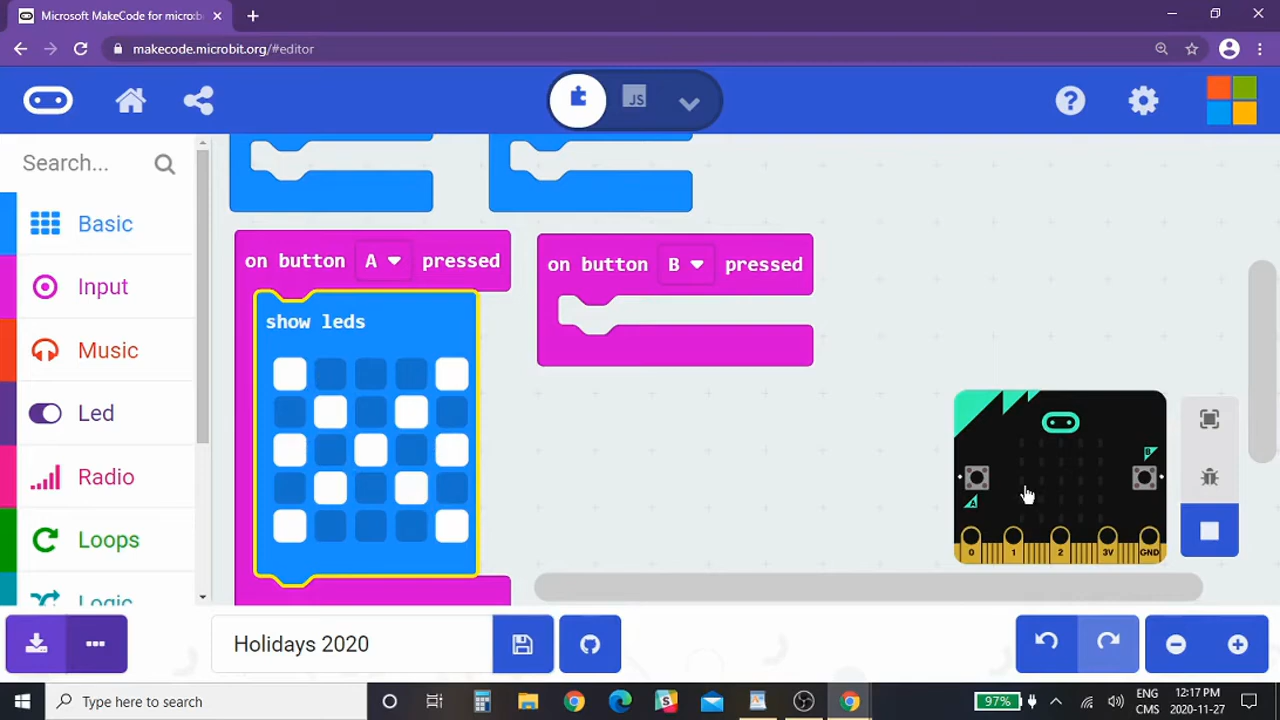 Microsoft MakeCode for micro:b
makecode.microbit.org/#editor
JS
Search...
Basic
Input
Music
Led
Radio
Loops
Logic
on button A pressed
show leds
on button B pressed
A
B
0 1 2 3V GND
Holidays 2020
Type here to search
97%
ENG
CMS
12:17 PM
2020-11-27